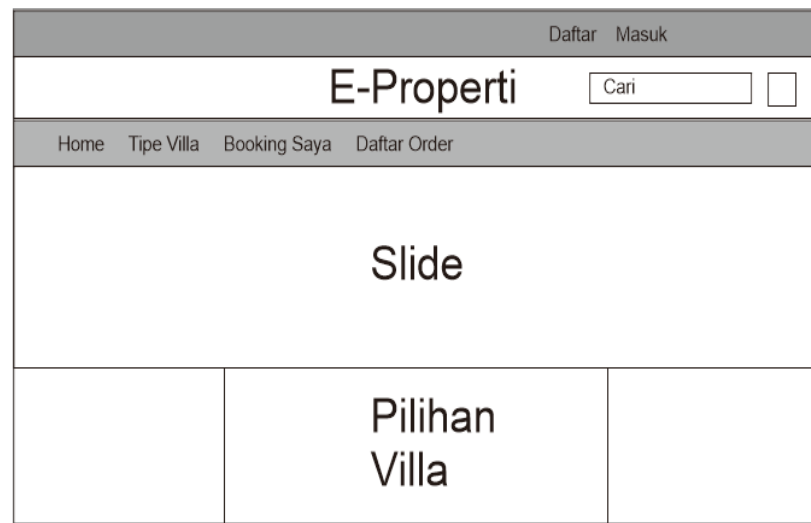 Daftar Masuk
E-Properti
Cari
Home Tipe Villa Booking Saya Daftar Order
Slide
Pilihan
Villa